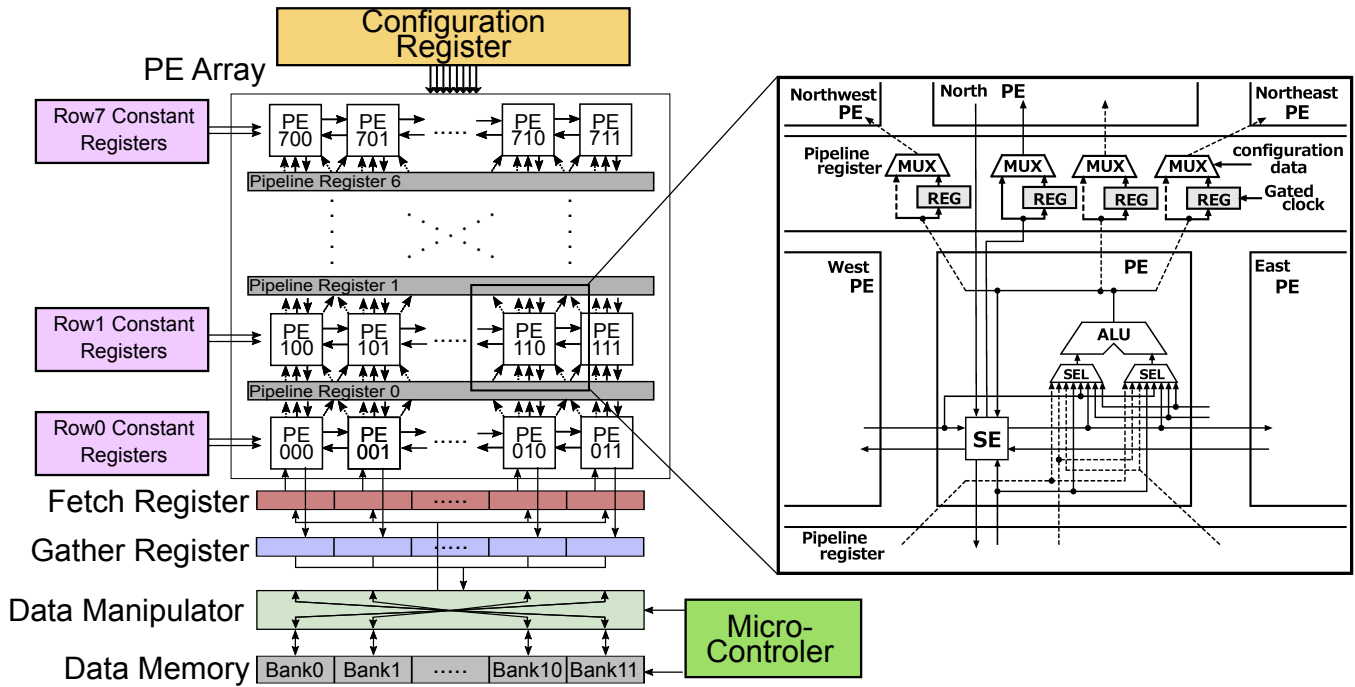 Configuration
Register
PE Array
Row7 Constant
Registers
PE
700
PE
701
.....
PE
710
PE
711
Pipeline Register 6
Pipeline Register 1
Row1 Constant
Registers
PE
100
PE
101
.....
PE
110
PE
111
Pipeline Register 0
Row0 Constant
Registers
PE
000
PE
001
.....
PE
010
PE
011
Fetch Register
.....
Gather Register
.....
Data Manipulator
Micro-
Controler
Data Memory
Bank0
Bank1
.....
Bank10
Bank11
Northwest
PE
North PE
Northeast
PE
Pipeline
register
MUX
MUX
MUX
MUX
configuration
data
REG
REG
REG
REG
Gated
clock
West
PE
PE
East
PE
ALU
SEL
SEL
SE
Pipeline
register